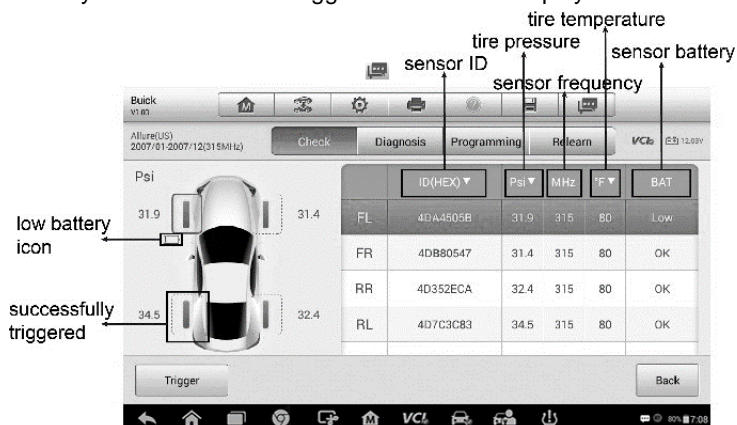 tire temperature
tire pressure
sensor battery
sensor ID
sensor frequency
Buick
V1.00
Allure(US)
2007/01-2007/12(315MHz)
Check
Diagnosis
Programming
Relearn
VCI
12.03V
Psi
ID(HEX)▼
Psi▼
MHz
°F▼
BAT
31.9
31.4
FL
4DA4505B
31.9
315
80
Low
low battery
icon
FR
4DB80547
31.4
315
80
OK
RR
4D352ECA
32.4
315
80
OK
successfully
triggered
34.5
32.4
RL
4D7C3C83
34.5
315
80
OK
Trigger
Back
VCI
80%
7:08